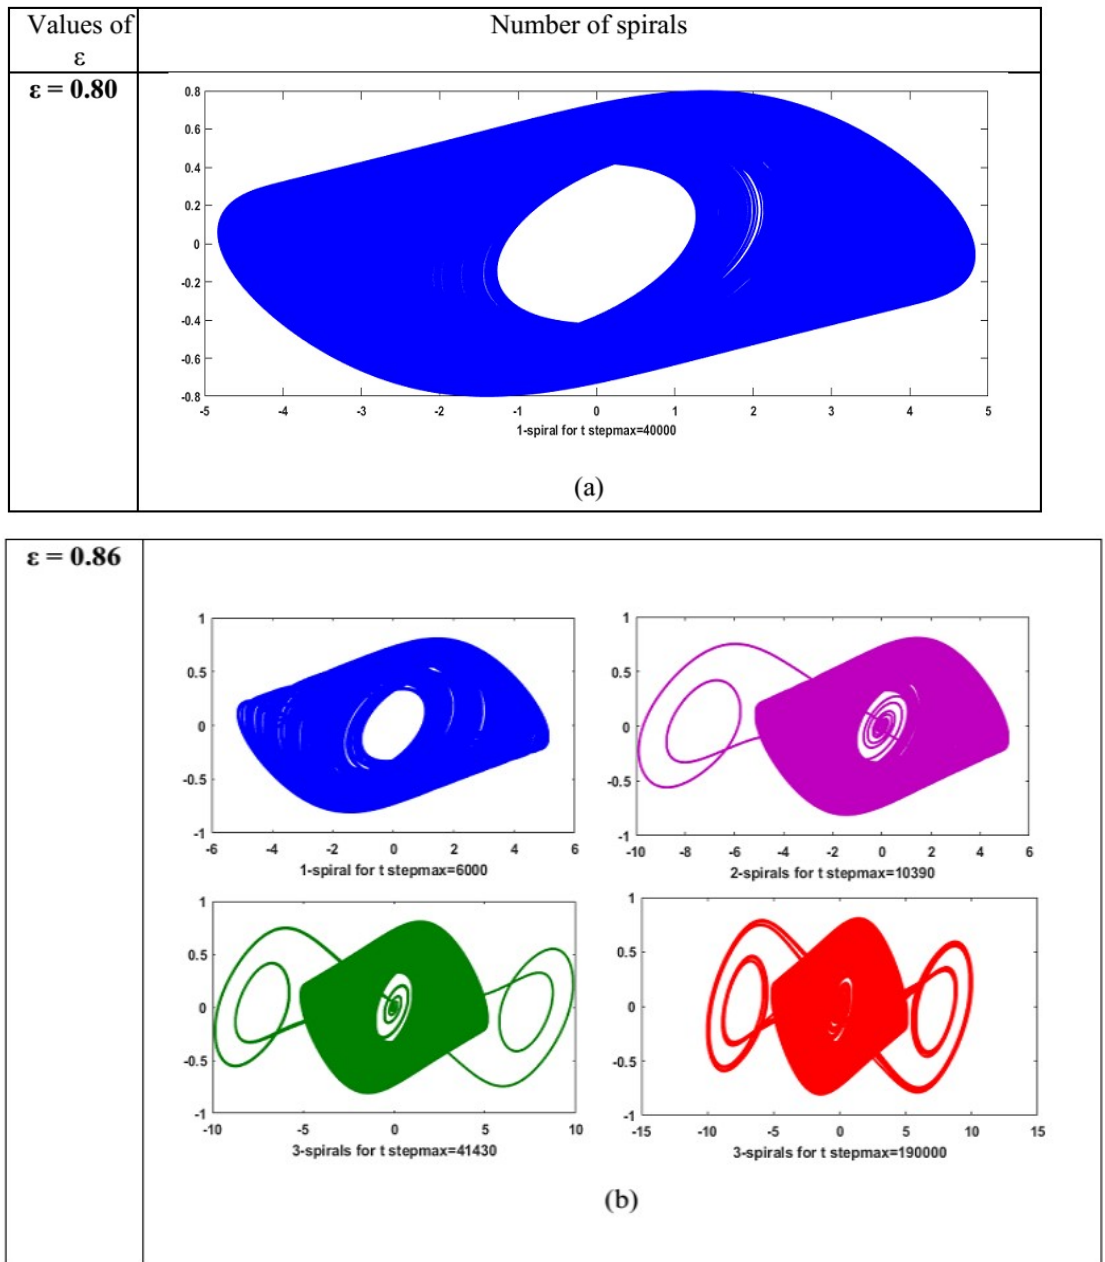 Values of
ε
Number of spirals
ε = 0.80
0.8
0.6
0.4
0.2
0
-0.2
-0.4
-0.6
-0.8
-5 -4 -3 -2 -1 0 1 2 3 4 5
1-spiral for t stepmax=40000
(a)
ε = 0.86
1
0.5
0
-0.5
-1
-6 -4 -2 0 2 4 6
1-spiral for t stepmax=6000
1
0.5
0
-0.5
-1
-10 -8 -6 -4 -2 0 2 4 6
2-spirals for t stepmax=10390
1
0.5
0
-0.5
-1
-10 -5 0 5 10
3-spirals for t stepmax=41430
1
0.5
0
-0.5
-1
-15 -10 -5 0 5 10 15
3-spirals for t stepmax=190000
(b)